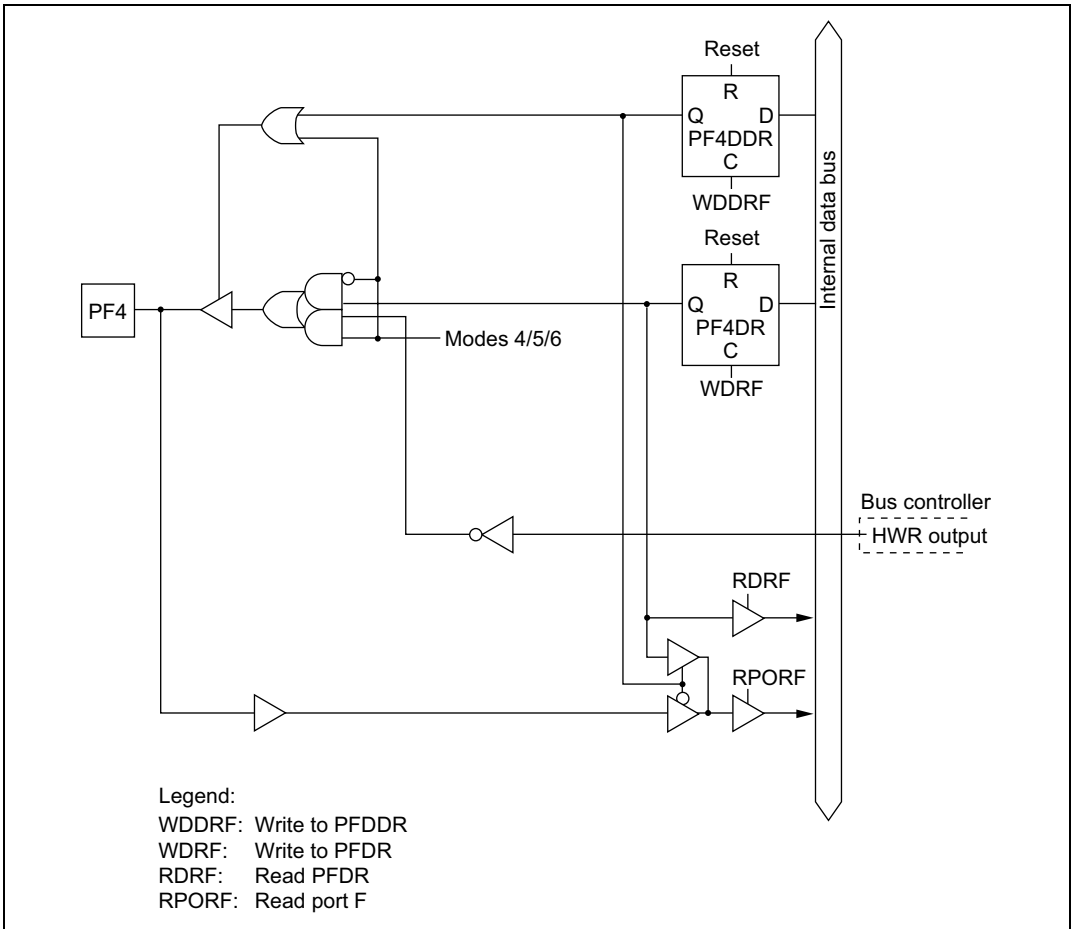 Reset
R
Q D
PF4DDR
C
WDDRF
Reset
R
Q D
PF4DR
C
WDRF
Internal data bus
PF4
Modes 4/5/6
Bus controller
HWR output
RDRF
RPORF
Legend:
WDDRF: Write to PFDDR
WDRF: Write to PFDR
RDRF: Read PFDR
RPORF: Read port F